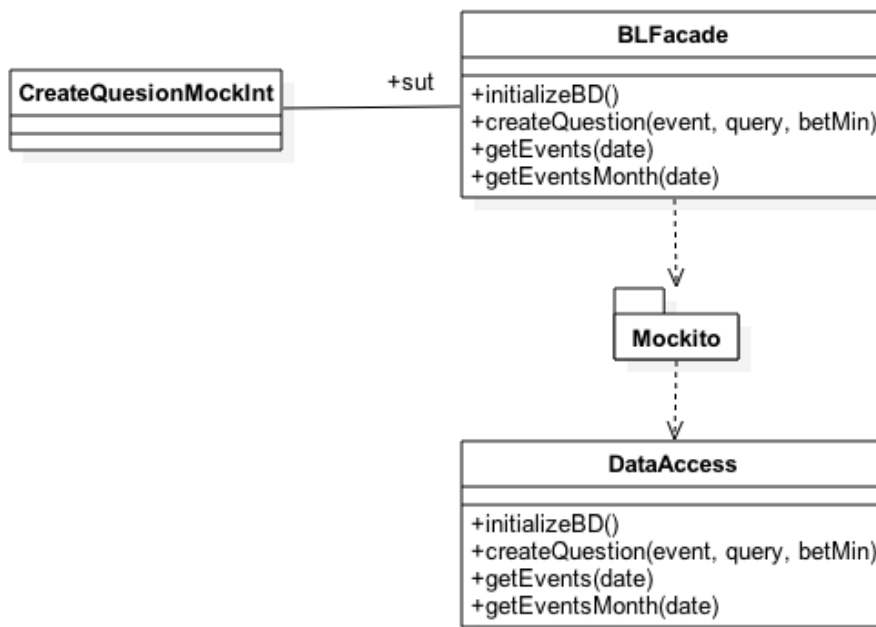 BLFacade
CreateQuesionMockInt
+sut
+initializeBD()
+createQuestion(event, query, betMin)
+getEvents(date)
+getEventsMonth(date)
Mockito
DataAccess
+initializeBD()
+createQuestion(event, query, betMin)
+getEvents(date)
+getEventsMonth(date)